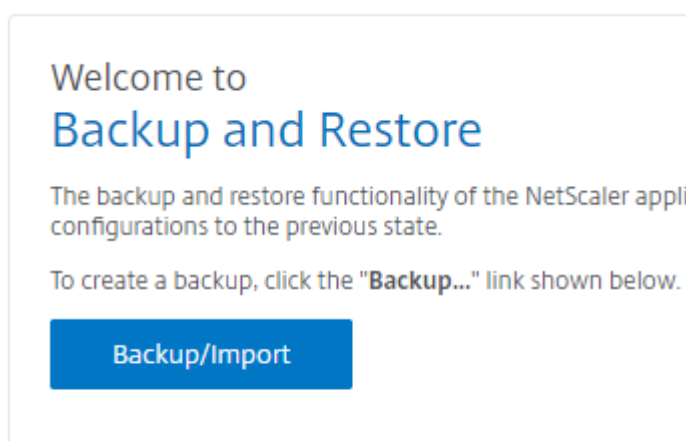 Welcome to
Backup and Restore
The backup and restore functionality of the NetScaler
configurations to the previous state.
To create a backup, click the "Backup..." link shown below.
Backup/Import